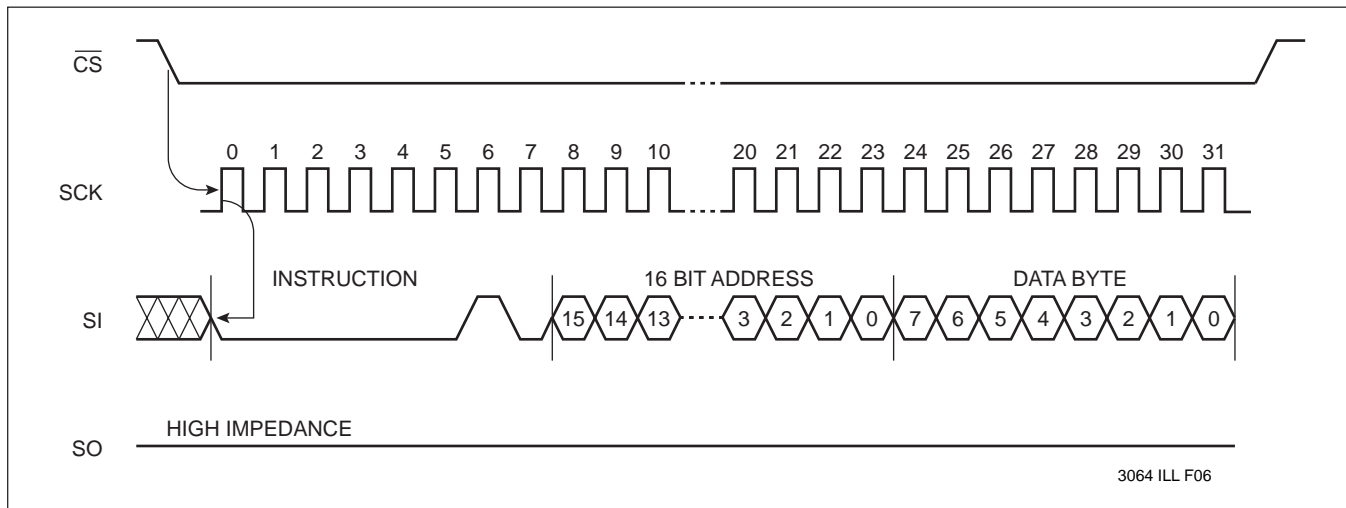 CS
0 1 2 3 4 5 6 7 8 9 10 20 21 22 23 24 25 26 27 28 29 30 31
SCK
INSTRUCTION 16 BIT ADDRESS DATA BYTE
SI 15 14 13 3 2 1 0 7 6 5 4 3 2 1 0
HIGH IMPEDANCE
SO
3064 ILL F06